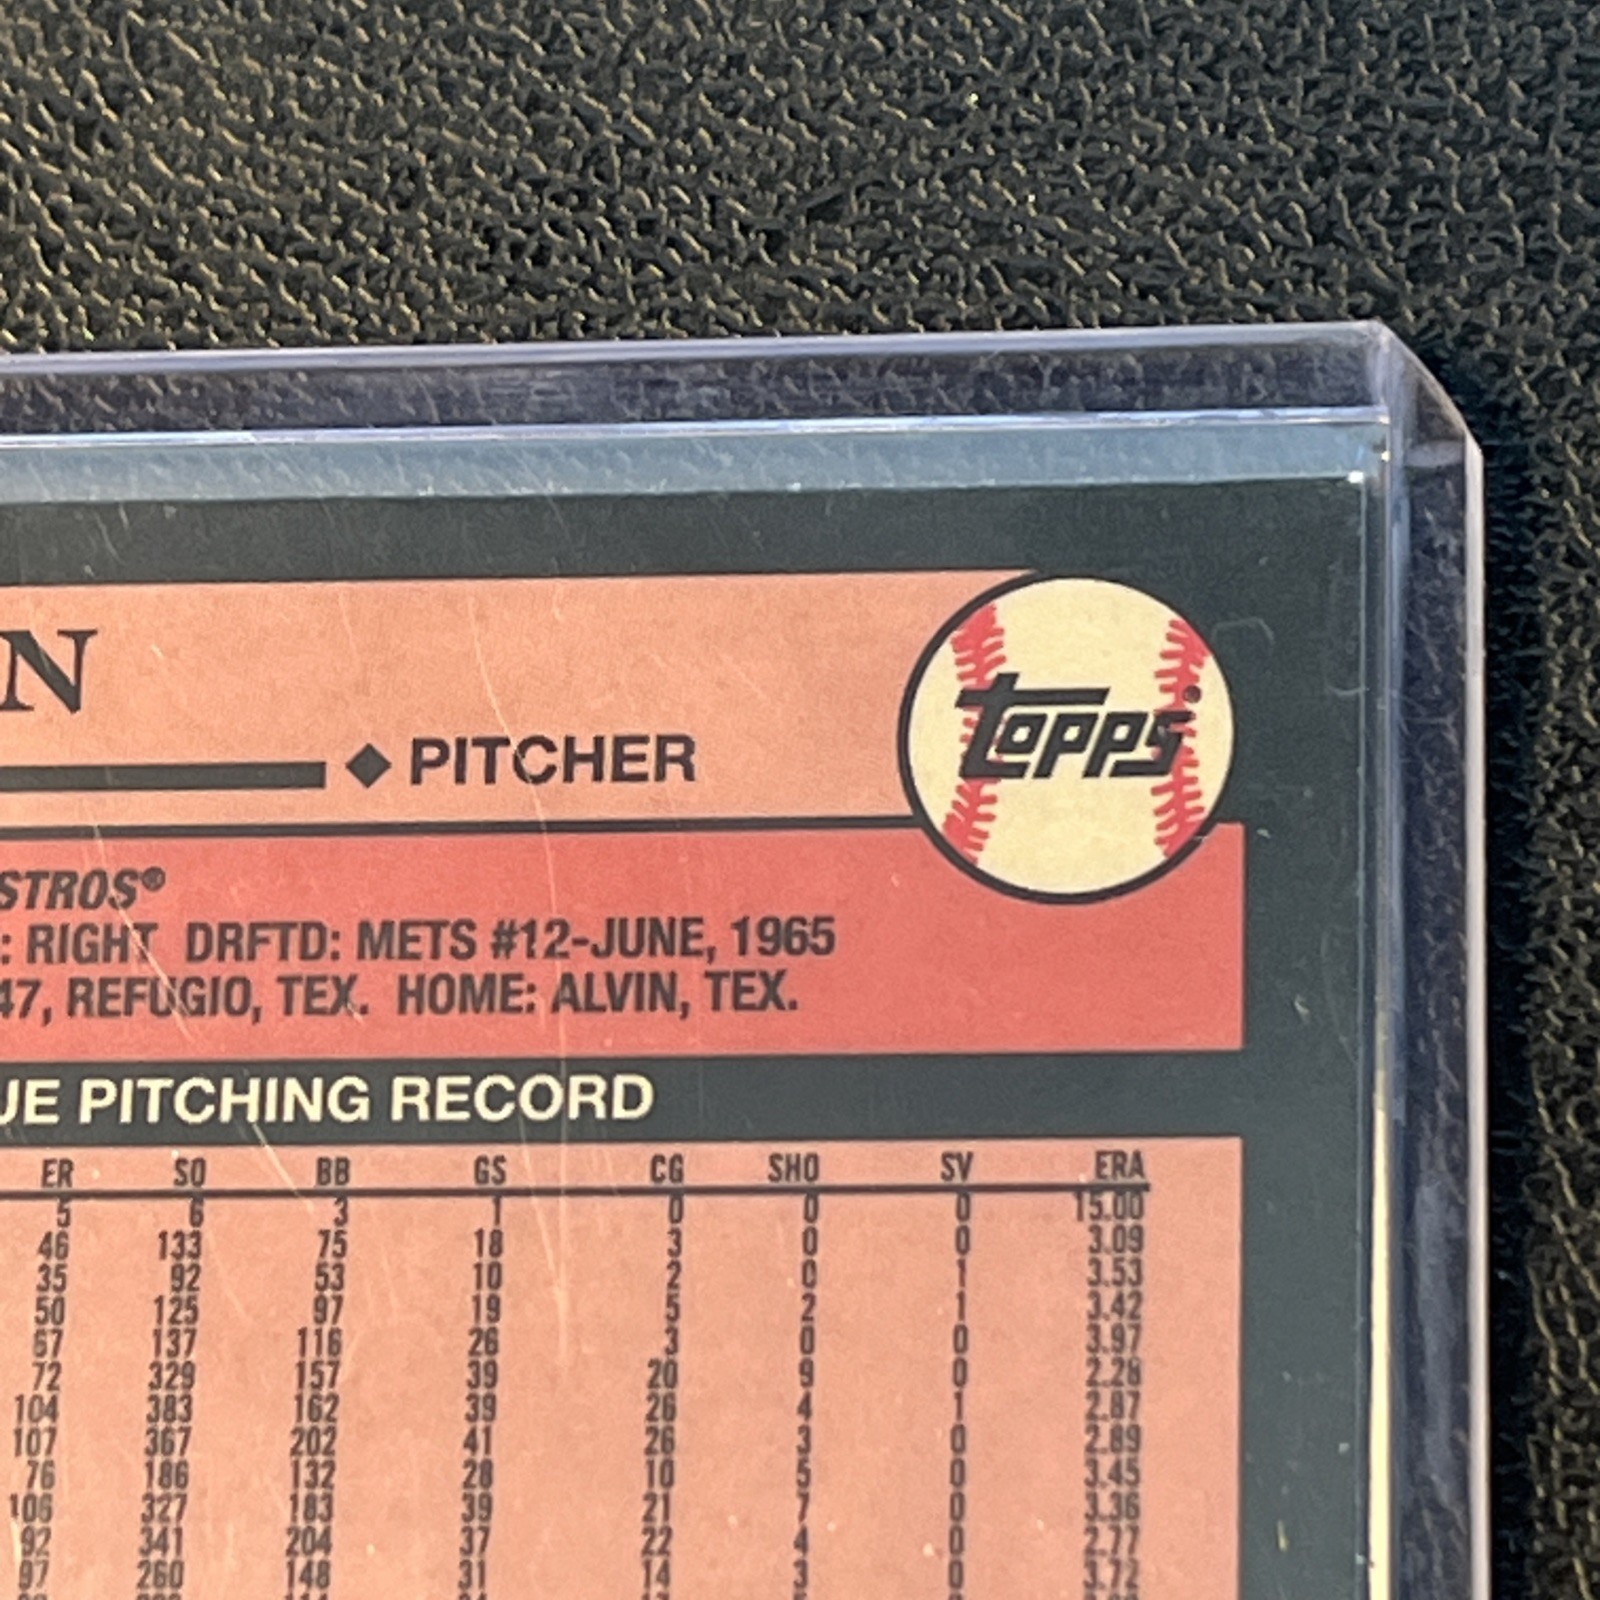 N
◆ PITCHER
topps®
STROS®
: RIGHT DRFTD: METS #12-JUNE, 1965
47, REFUGIO, TEX. HOME: ALVIN, TEX.
UE PITCHING RECORD
ER SO BB GS CG SHO SV ERA
5 6 3 1 0 0 0 15.00
46 133 75 18 3 0 0 3.09
35 92 53 10 2 0 1 3.53
50 125 97 19 5 2 1 3.42
67 137 116 26 3 0 0 3.97
72 329 157 39 20 9 0 2.28
104 383 162 39 26 4 1 2.87
107 367 202 41 26 3 0 2.89
76 186 132 28 10 5 0 3.45
106 327 183 39 21 7 0 3.36
92 341 204 37 22 4 0 2.77
97 260 148 31 14 3 0 3.72